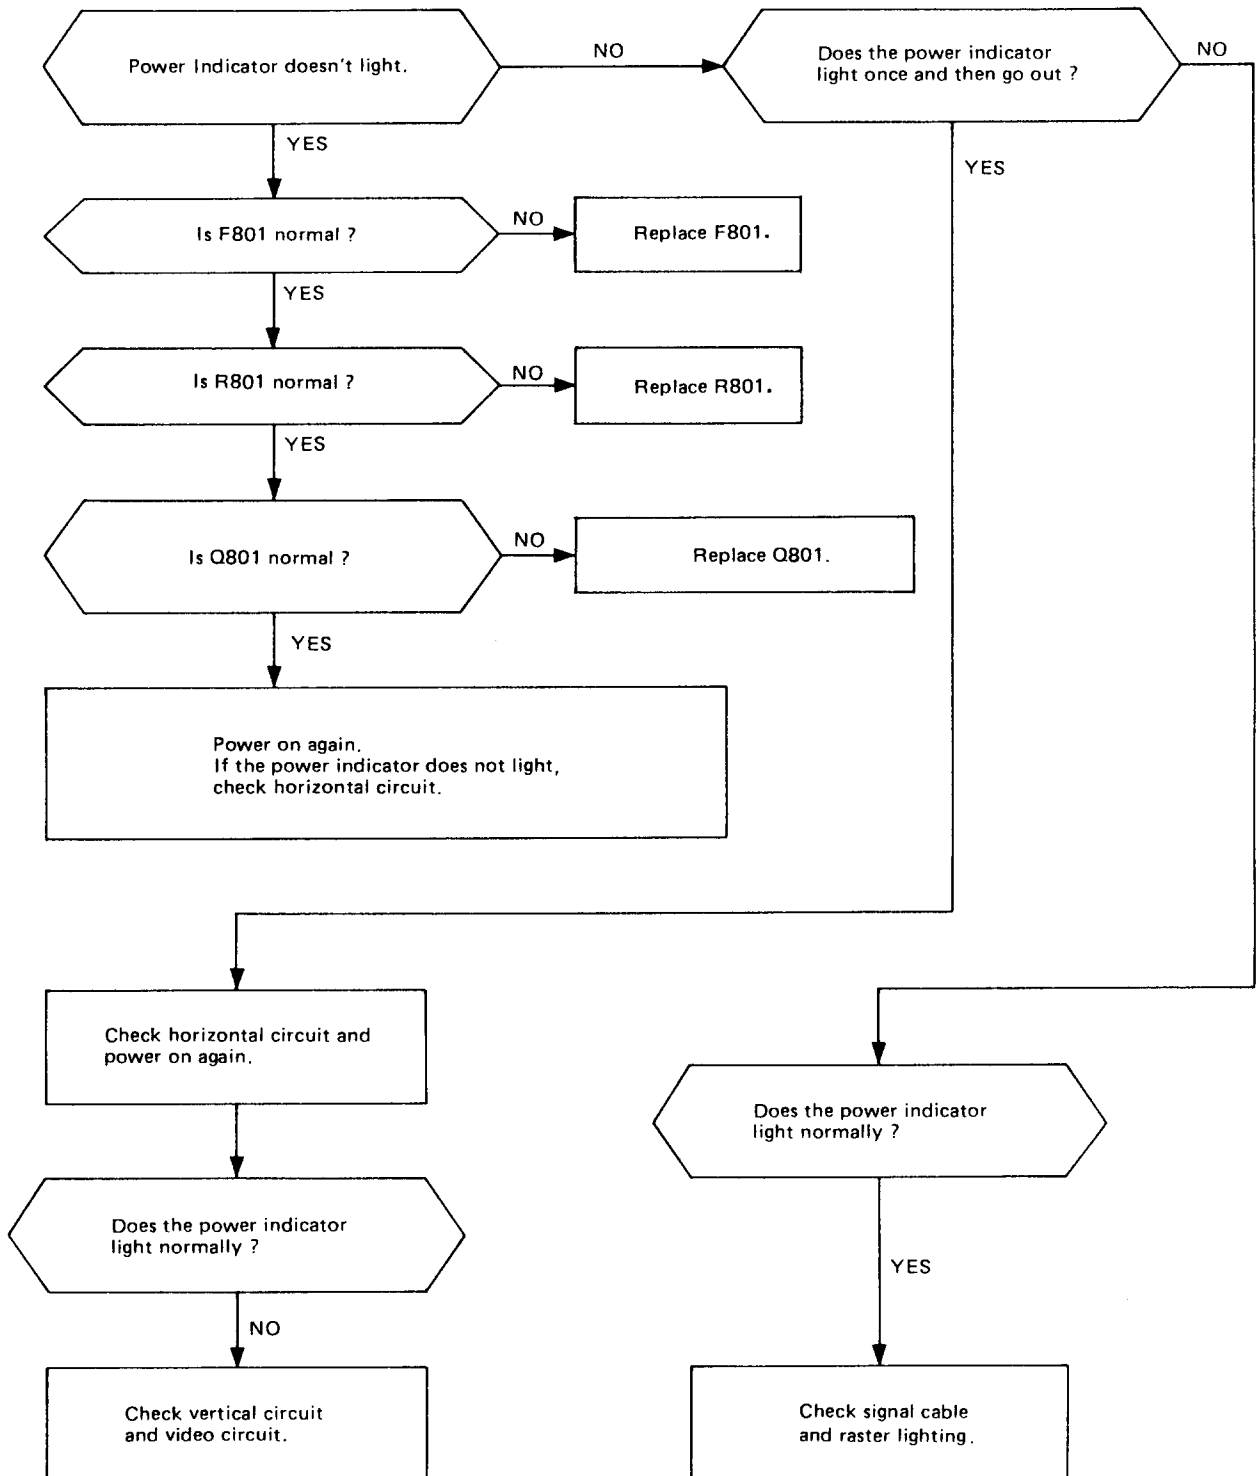 Power Indicator doesn't light.
NO
Does the power indicator
light once and then go out ?
NO
YES
YES
Is F801 normal ?
NO
Replace F801.
YES
Is R801 normal ?
NO
Replace R801.
YES
Is Q801 normal ?
NO
Replace Q801.
YES
Power on again.
If the power indicator does not light,
check horizontal circuit.
Check horizontal circuit and
power on again.
Does the power indicator
light normally ?
NO
Check vertical circuit
and video circuit.
Does the power indicator
light normally ?
YES
Check signal cable
and raster lighting.